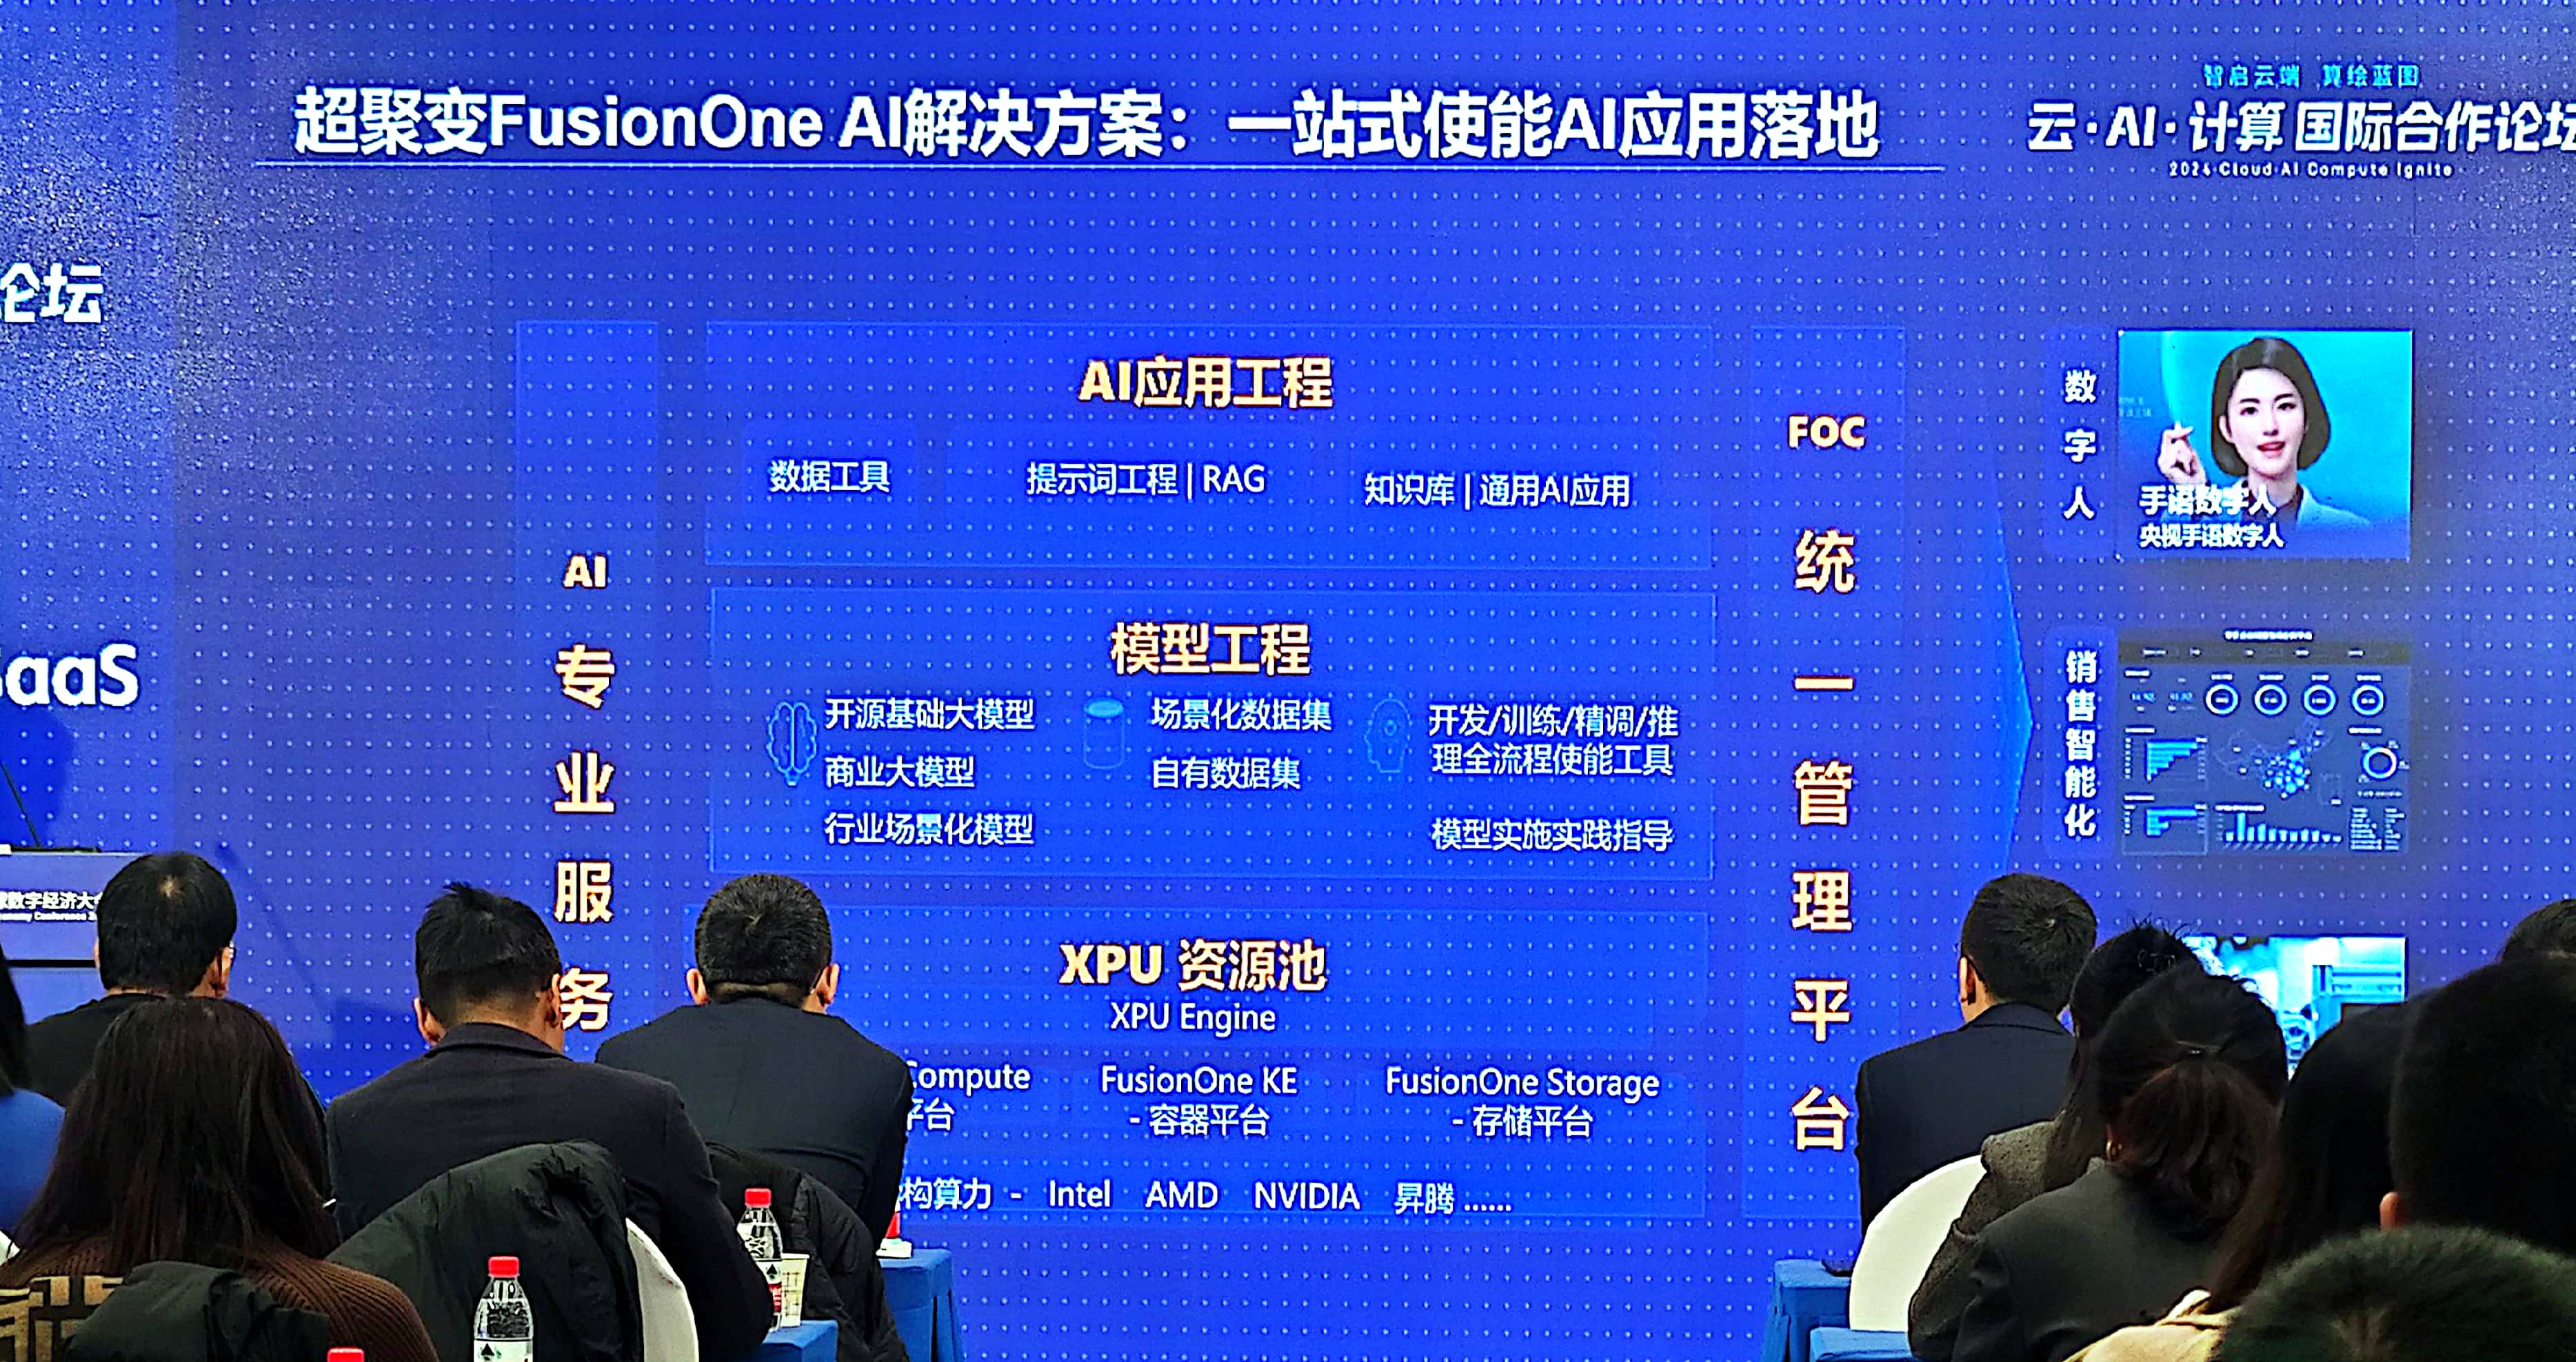 智启云端 算绘蓝图
超聚变FusionOne AI解决方案：一站式使能AI应用落地
云·AI·计算 国际合作论坛
2024 Cloud AI Compute Ignite
论坛
aaS
AI应用工程
数据工具
提示词工程 | RAG
知识库 | 通用AI应用
AI
专业服务
模型工程
开源基础大模型
商业大模型
行业场景化模型
场景化数据集
自有数据集
开发/训练/精调/推
理全流程使能工具
模型实施实践指导
XPU 资源池
XPU Engine
Compute
平台
FusionOne KE
- 容器平台
FusionOne Storage
- 存储平台
构算力 - Intel AMD NVIDIA 昇腾 ......
FOC
统一管理平台
数字人
手语数字人
央视手语数字人
销售智能化
数字经济大
Conference